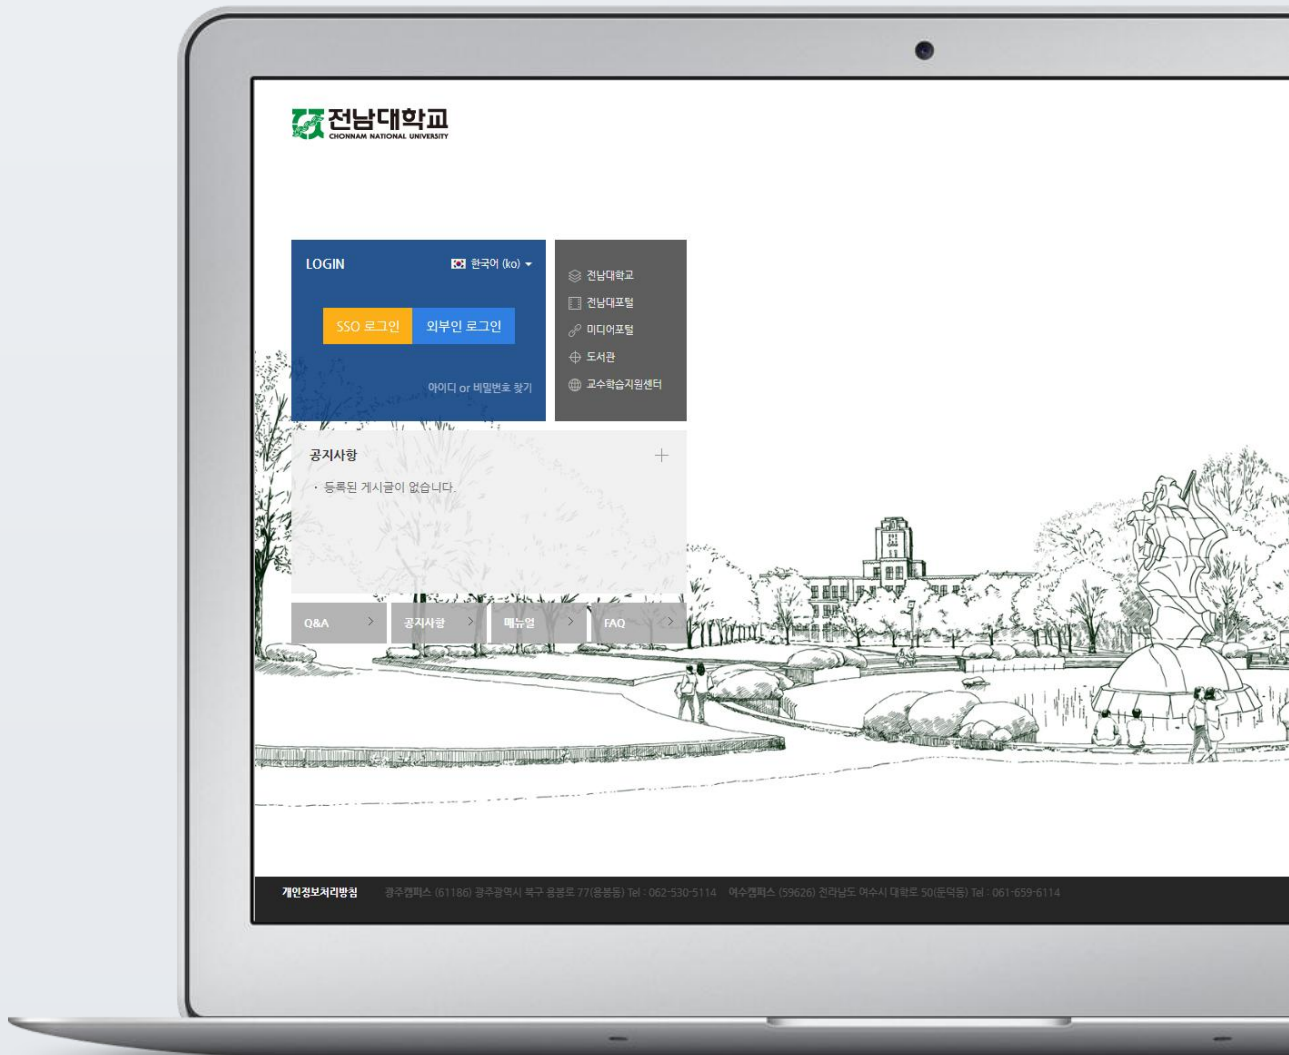 전남대학교
CHONNAM NATIONAL UNIVERSITY
LOGIN
한국어 (ko)
SSO 로그인
외부인 로그인
아이디 or 비밀번호 찾기
전남대학교
전남대포털
미디어포털
도서관
교수학습지원센터
공지사항
· 등록된 게시글이 없습니다.
Q&A
공지사항
매뉴얼
FAQ
개인정보처리방침 광주캠퍼스 (61186) 광주광역시 북구 용봉로 77(용봉동) Tel : 062-530-5114 여수캠퍼스 (59626) 전라남도 여수시 대학로 50(둔덕동) Tel : 061-659-6114